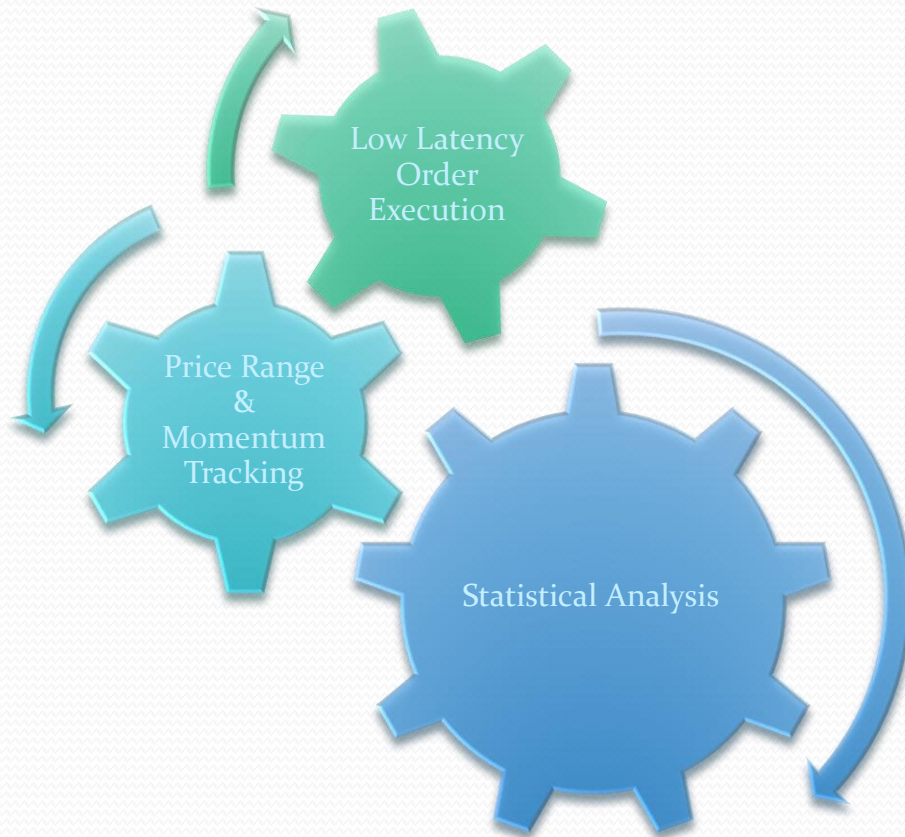 Low Latency
Order
Execution
Price Range
&
Momentum
Tracking
Statistical Analysis